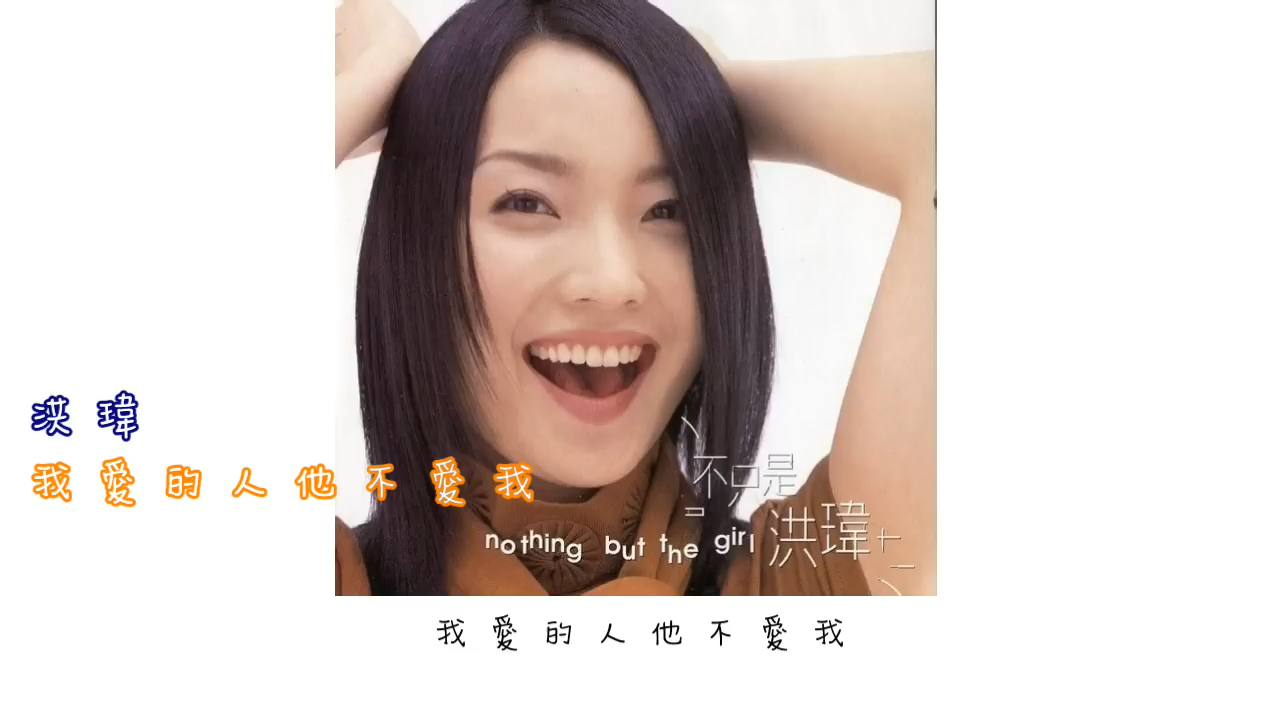 洪瑋
我愛的人他不愛我
不只是
洪瑋
nothing but the girl
我愛的人他不愛我